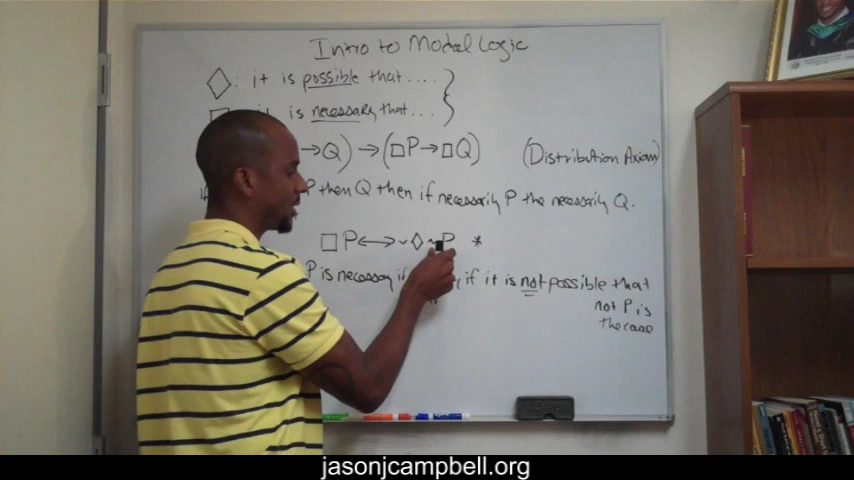 Intro to Modal Logic
◇: it is possible that....
is necessary that...
→Q) → (□P→□Q) (Distribution Axiom)
P then Q then if necessarily P the necessarily Q.
□ P ↔ ~◇~P *
P is necessary if if it is not possible that
not P is
the case
jasonjcampbell.org